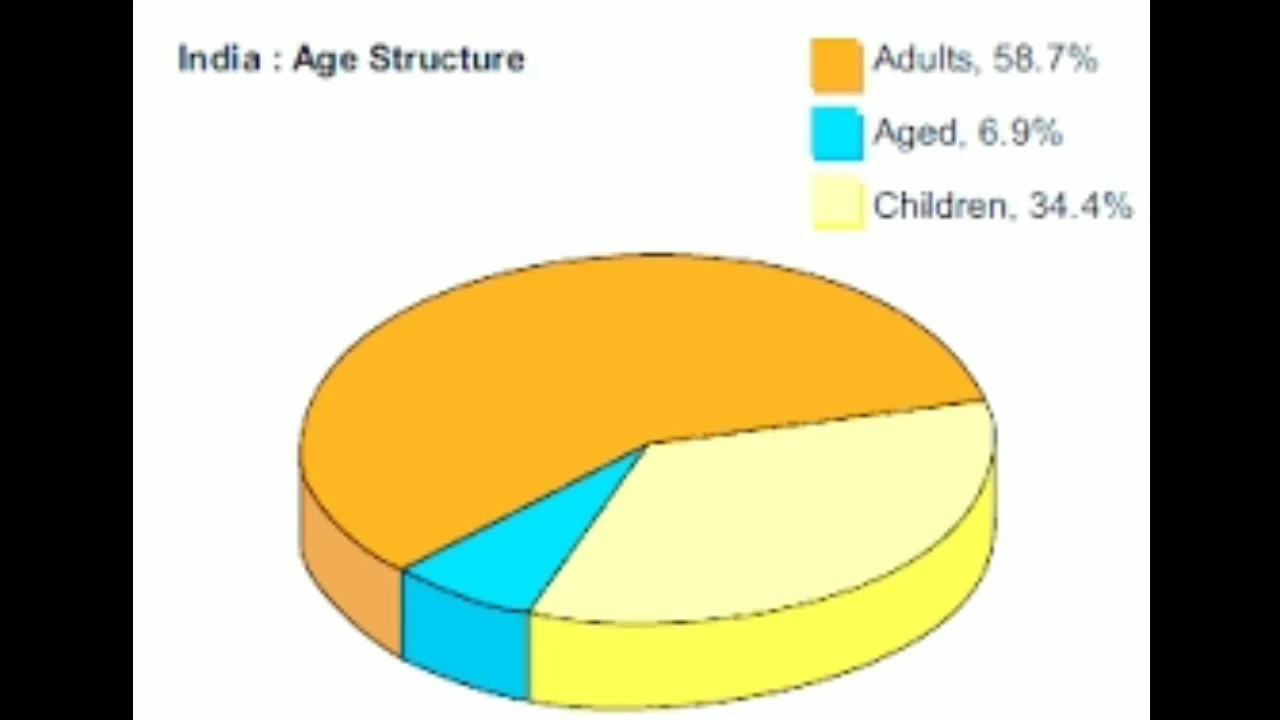 India : Age Structure
Adults, 58.7%
Aged, 6.9%
Children, 34.4%